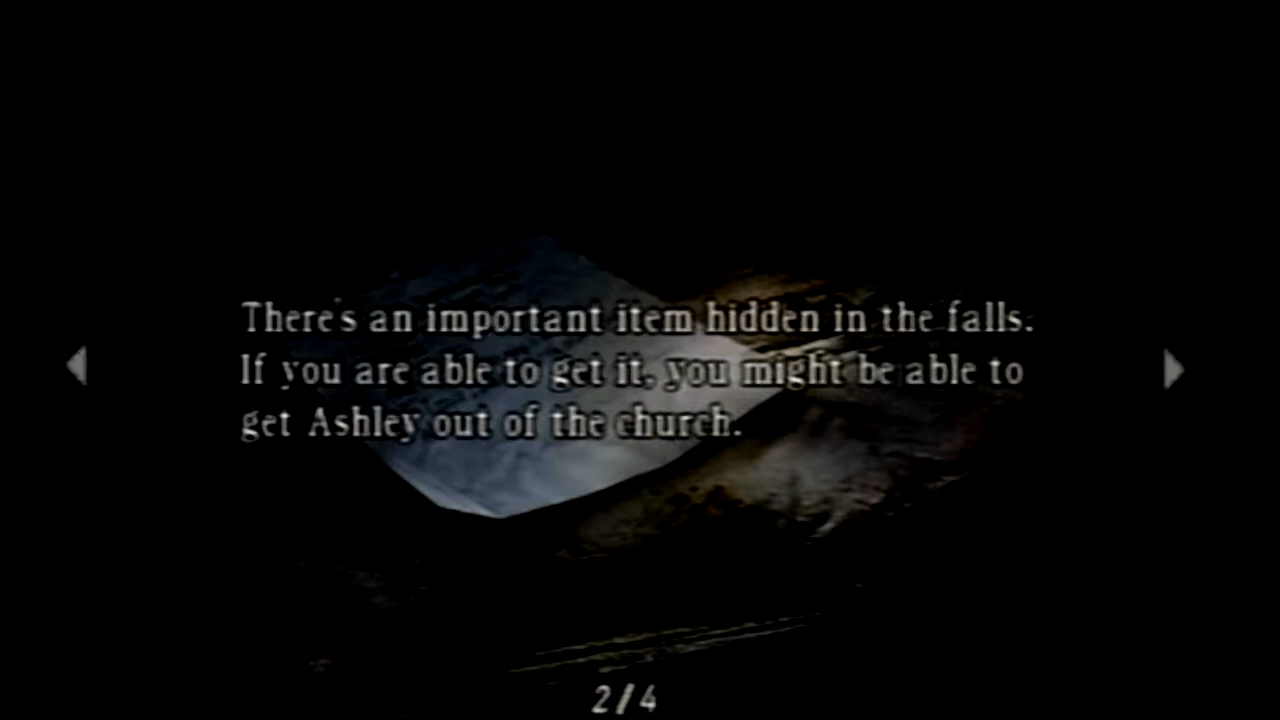 There's an important item hidden in the falls.
If you are able to get it, you might be able to
get Ashley out of the church.
2/4